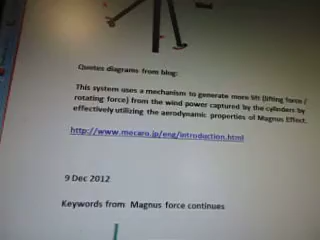 Quotes diagrams from blog:
This system uses a mechanism to generate more lift (lifting force /
rotating force) from the wind power captured by the cylinders by
effectively utilizing the aerodynamic properties of Magnus Effect.
http://www.mecaro.jp/eng/introduction.html
9 Dec 2012
Keywords from Magnus force continues